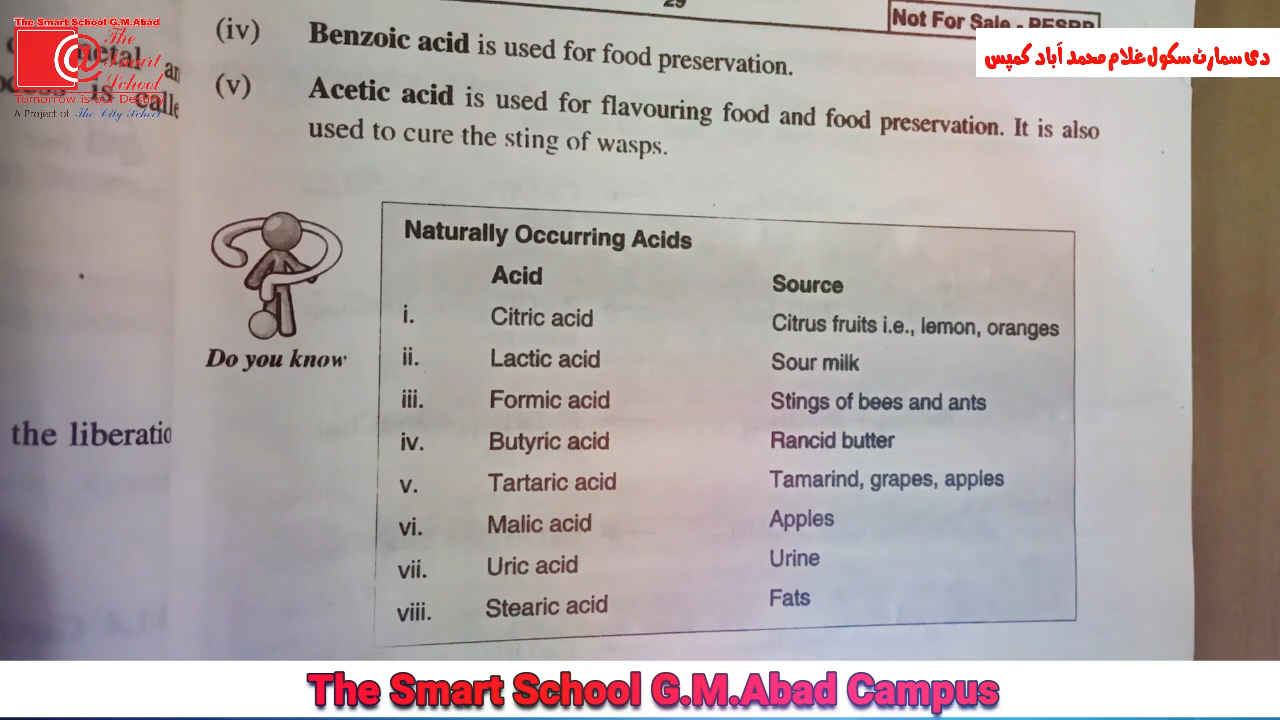 The Smart School G.M.Abad
The
Smart
School
Tomorrow is our Destiny
A Project of The City School
29
Not For Sale - PESRP
دی سمارٹ سکول غلام محمد آباد کمپس
(iv) Benzoic acid is used for food preservation.
(v) Acetic acid is used for flavouring food and food preservation. It is also
used to cure the sting of wasps.
the liberatio
Do you know
Naturally Occurring Acids
Acid Source
i. Citric acid Citrus fruits i.e., lemon, oranges
ii. Lactic acid Sour milk
iii. Formic acid Stings of bees and ants
iv. Butyric acid Rancid butter
v. Tartaric acid Tamarind, grapes, apples
vi. Malic acid Apples
vii. Uric acid Urine
viii. Stearic acid Fats
The Smart School G.M.Abad Campus